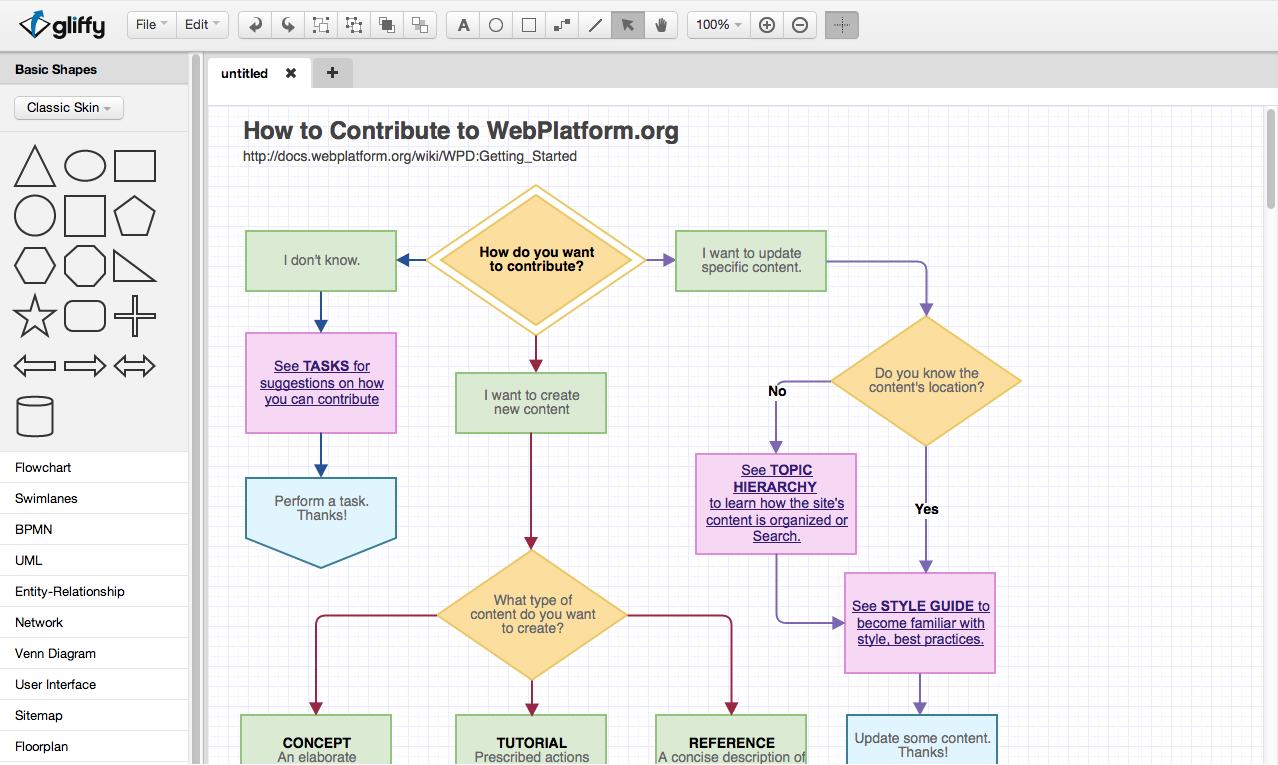 gliffy
File
Edit
A
100%
Basic Shapes
Classic Skin
Flowchart
Swimlanes
BPMN
UML
Entity-Relationship
Network
Venn Diagram
User Interface
Sitemap
Floorplan
untitled
How to Contribute to WebPlatform.org
http://docs.webplatform.org/wiki/WPD:Getting_Started
I don't know.
How do you want
to contribute?
I want to update
specific content.
See TASKS for
suggestions on how
you can contribute
I want to create
new content
Do you know the
content's location?
No
Yes
Perform a task.
Thanks!
See TOPIC
HIERARCHY
to learn how the site's
content is organized or
Search.
What type of
content do you want
to create?
See STYLE GUIDE to
become familiar with
style, best practices.
CONCEPT
An elaborate
TUTORIAL
Prescribed actions
REFERENCE
A concise description of
Update some content.
Thanks!